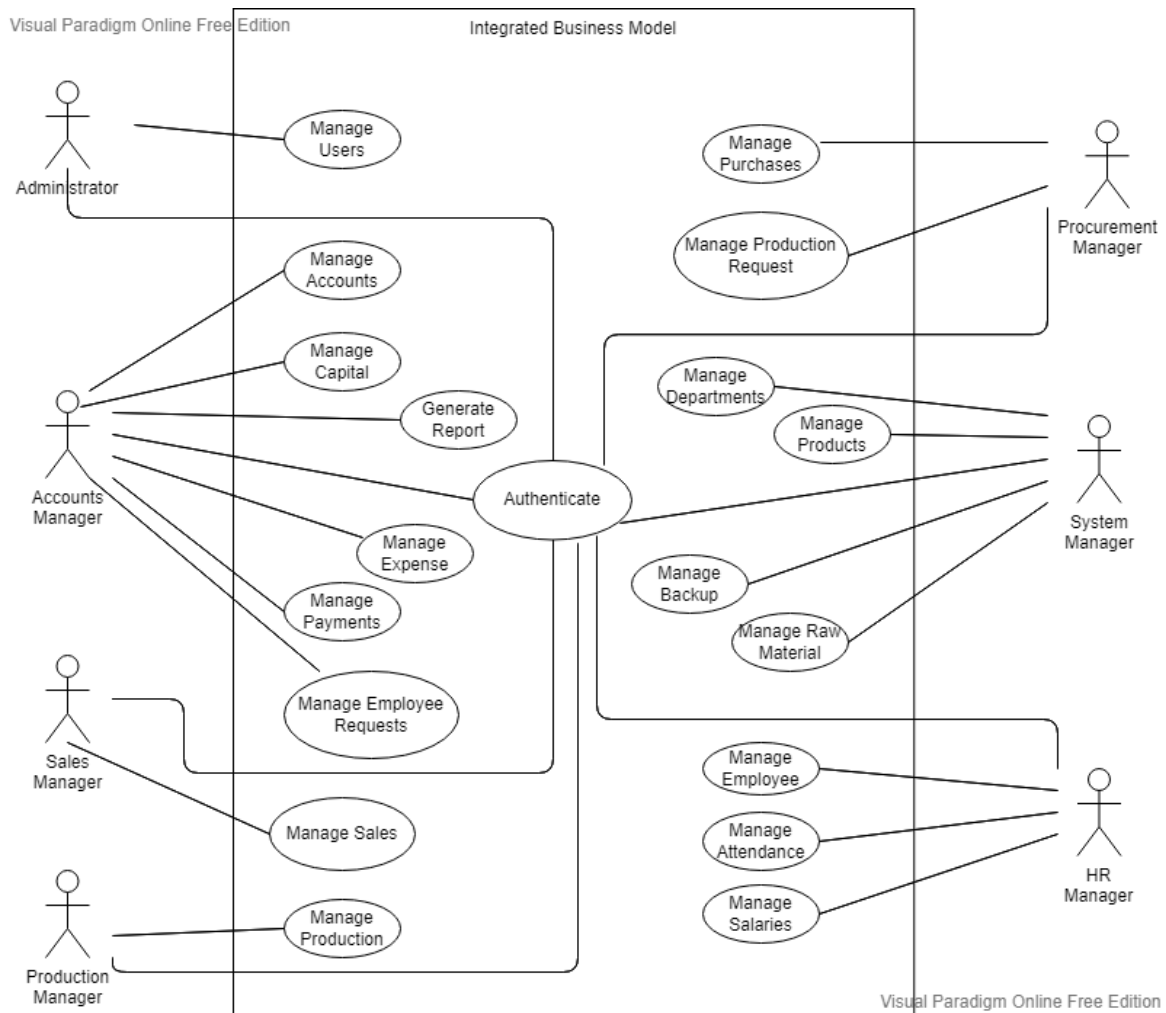 Visual Paradigm Online Free Edition
Integrated Business Model
Administrator
Manage
Users
Manage
Accounts
Manage
Capital
Generate
Report
Accounts
Manager
Authenticate
Manage
Expense
Manage
Payments
Manage Employee
Requests
Sales
Manager
Manage Sales
Manage
Production
Production
Manager
Manage
Purchases
Manage Production
Request
Procurement
Manager
Manage
Departments
Manage
Products
System
Manager
Manage
Backup
Manage Raw
Material
Manage
Employee
Manage
Attendance
Manage
Salaries
HR
Manager
Visual Paradigm Online Free Edition